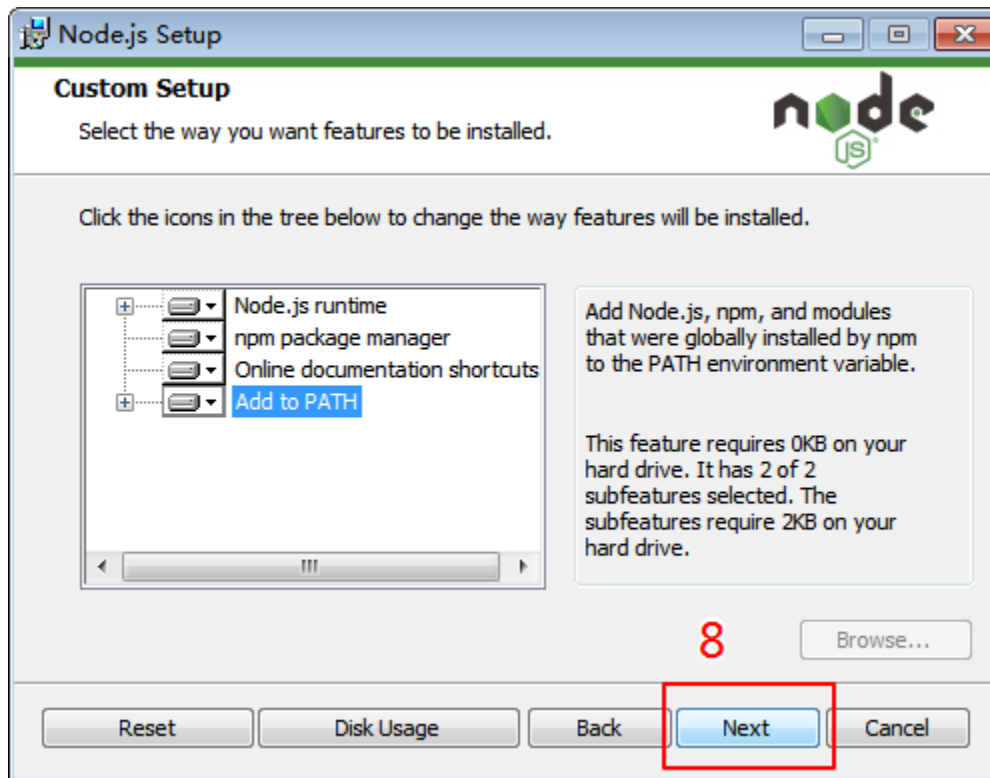 Node.js Setup
Custom Setup
Select the way you want features to be installed.
node
JS
Click the icons in the tree below to change the way features will be installed.
Node.js runtime
npm package manager
Online documentation shortcuts
Add to PATH
Add Node.js, npm, and modules
that were globally installed by npm
to the PATH environment variable.
This feature requires 0KB on your
hard drive. It has 2 of 2
subfeatures selected. The
subfeatures require 2KB on your
hard drive.
8
Browse...
Reset
Disk Usage
Back
Next
Cancel